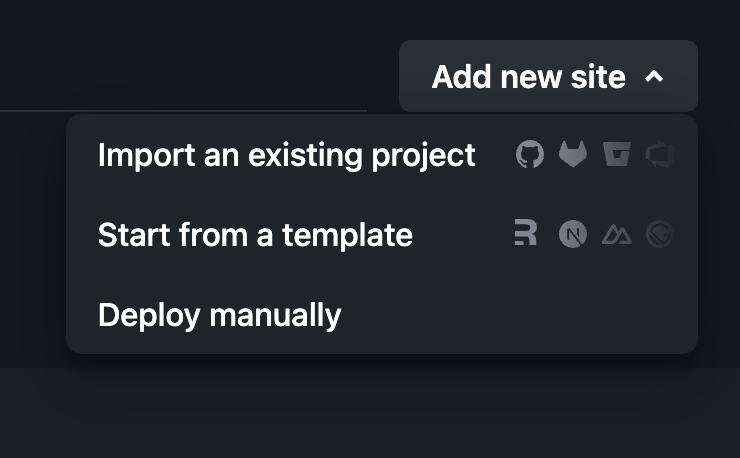 Add new site
Import an existing project
Start from a template
Deploy manually